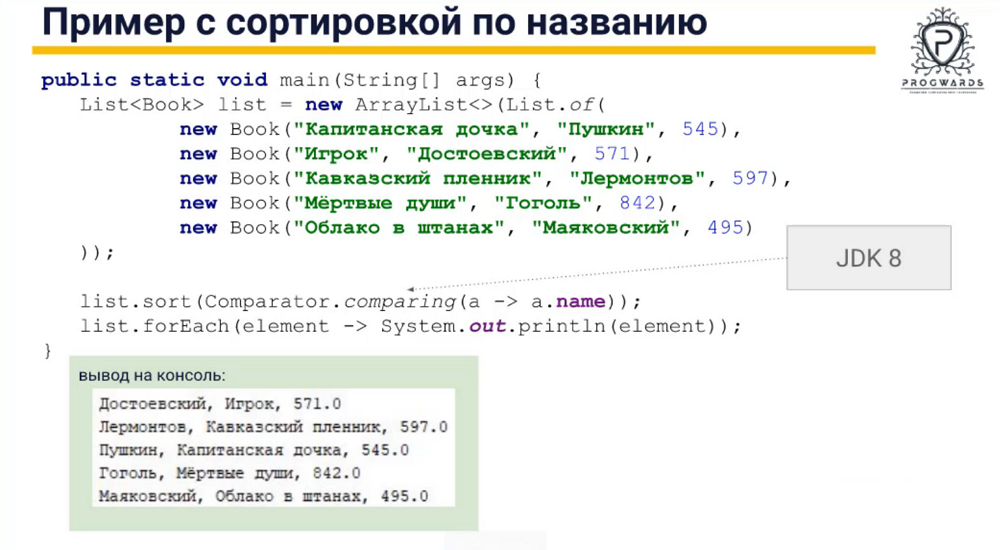 Пример с сортировкой по названию
PROGWARDS
public static void main(String[] args) {
List<Book> list = new ArrayList<>(List.of(
new Book("Капитанская дочка", "Пушкин", 545),
new Book("Игрок", "Достоевский", 571),
new Book("Кавказский пленник", "Лермонтов", 597),
new Book("Мёртвые души", "Гоголь", 842),
new Book("Облако в штанах", "Маяковский", 495)
));
JDK 8
list.sort(Comparator.comparing(a -> a.name));
list.forEach(element -> System.out.println(element));
}
вывод на консоль:
Достоевский, Игрок, 571.0
Лермонтов, Кавказский пленник, 597.0
Пушкин, Капитанская дочка, 545.0
Гоголь, Мёртвые души, 842.0
Маяковский, Облако в штанах, 495.0